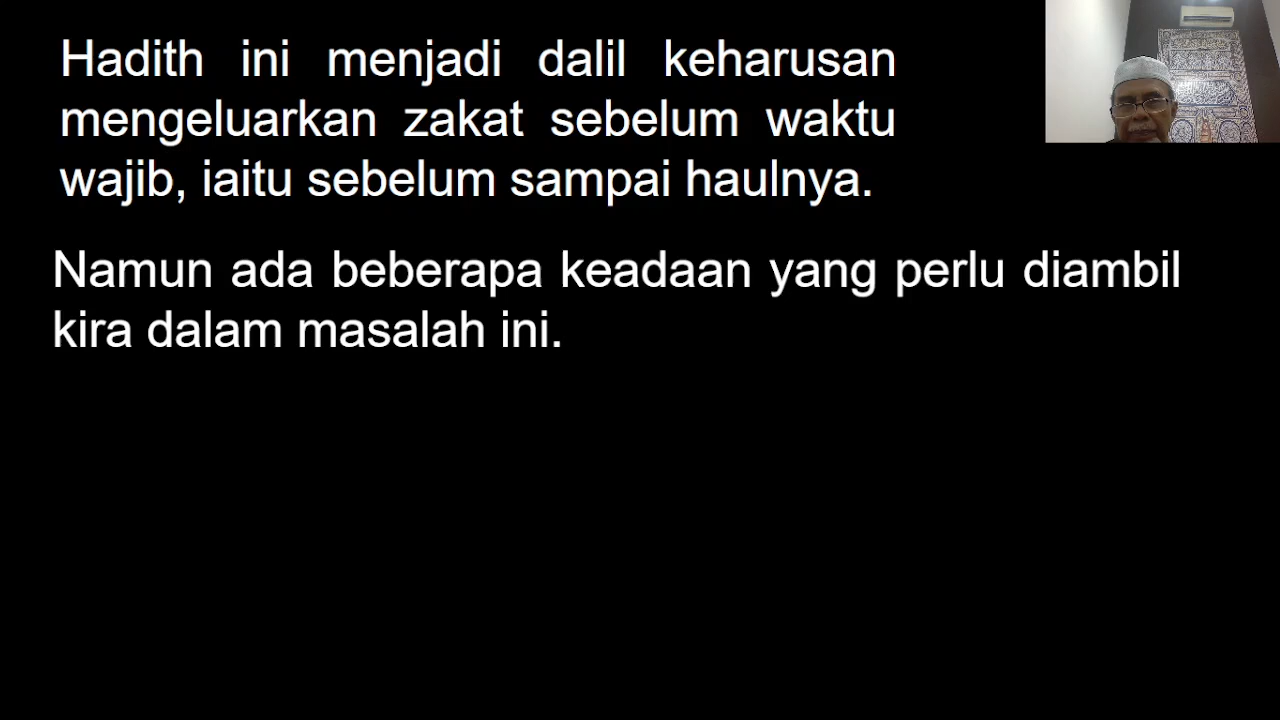 Hadith ini menjadi dalil keharusan
mengeluarkan zakat sebelum waktu
wajib, iaitu sebelum sampai haulnya.
Namun ada beberapa keadaan yang perlu diambil
kira dalam masalah ini.